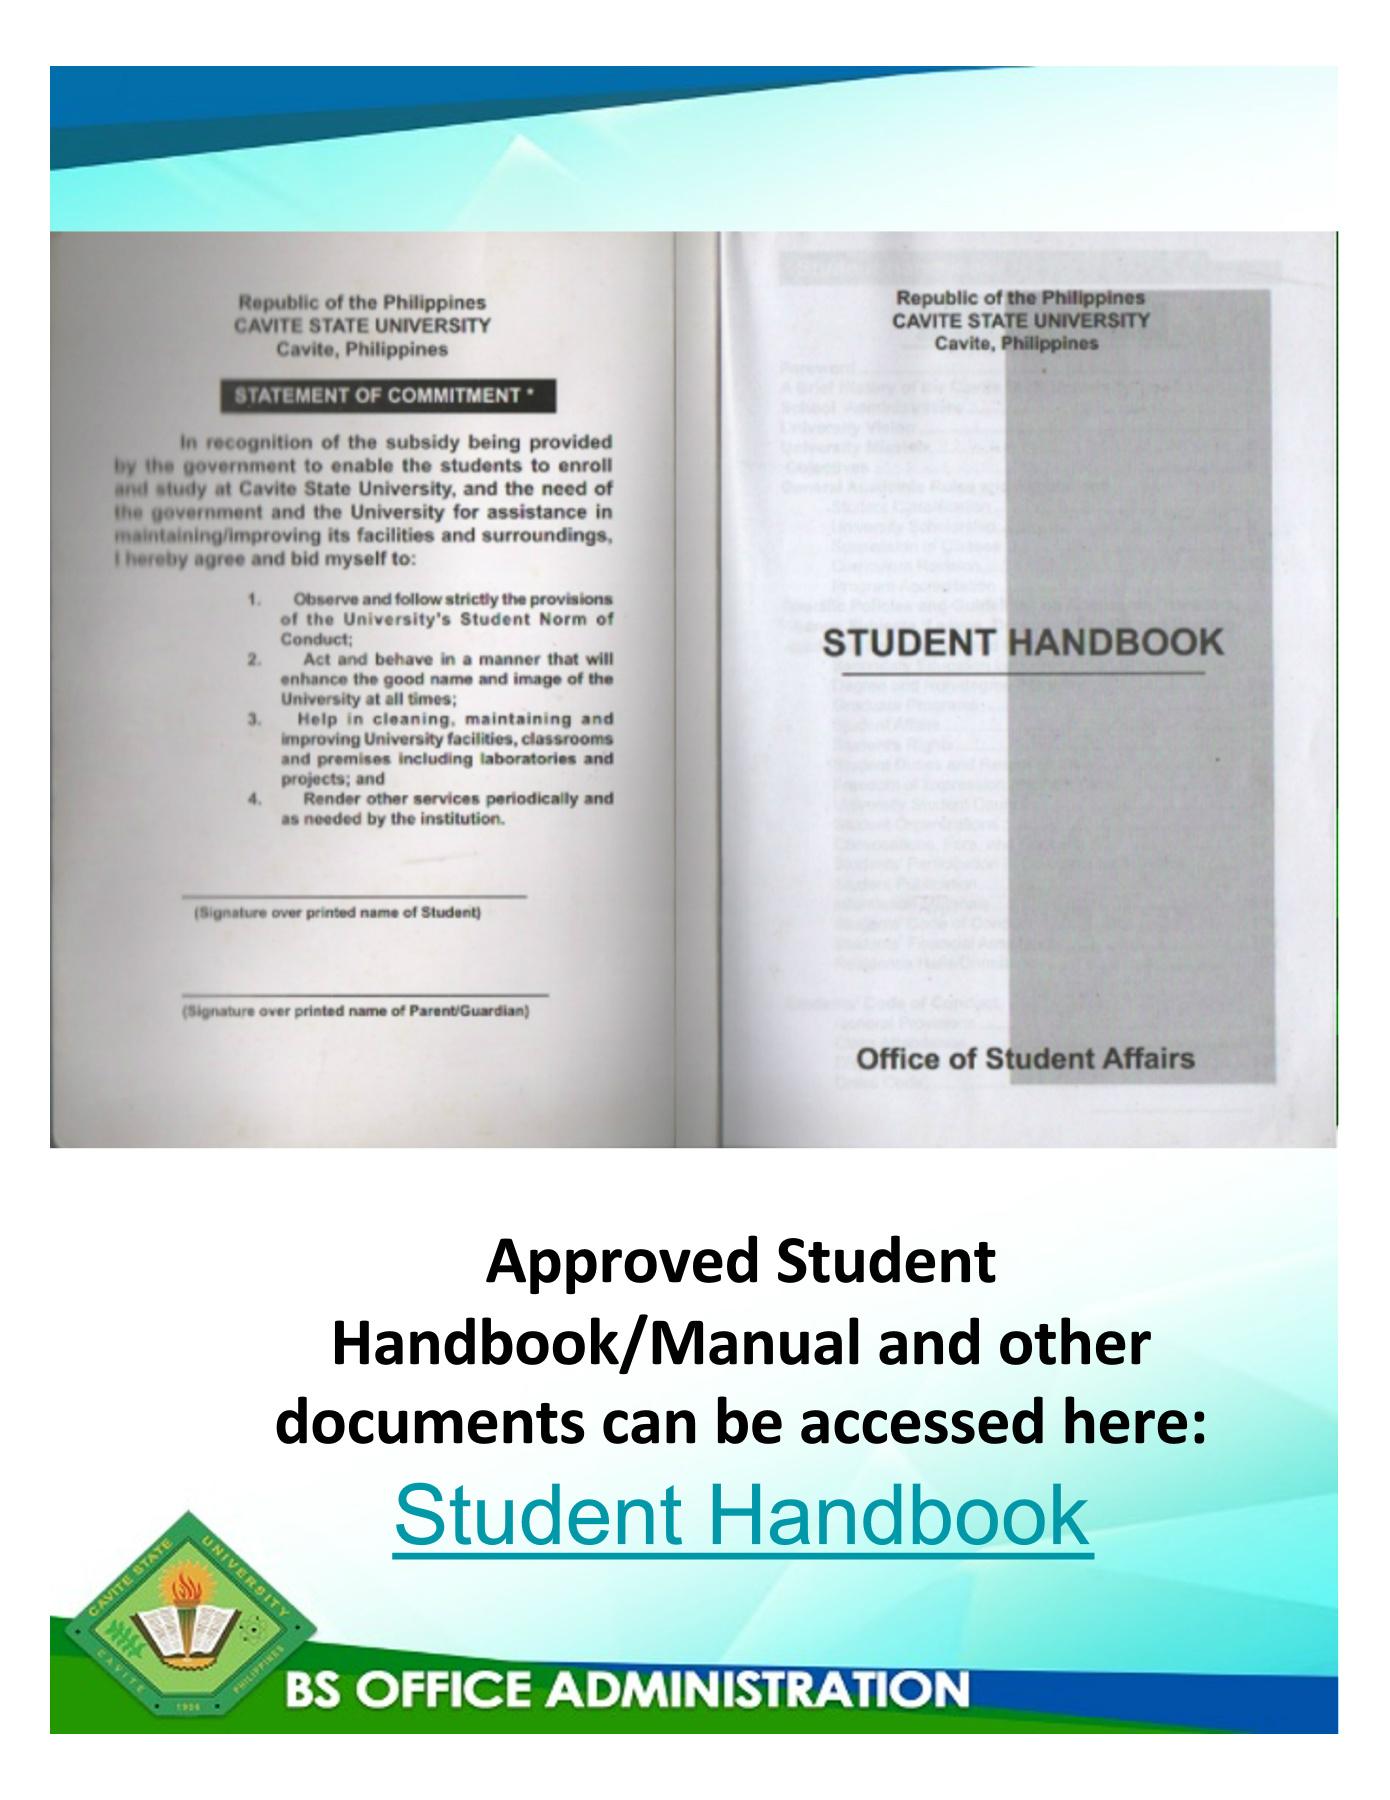 Republic of the Philippines
CAVITE STATE UNIVERSITY
Cavite, Philippines
STATEMENT OF COMMITMENT *
In recognition of the subsidy being provided
by the government to enable the students to enroll
and study at Cavite State University, and the need of
the government and the University for assistance in
maintaining/improving its facilities and surroundings,
I hereby agree and bid myself to:
1. Observe and follow strictly the provisions
of the University's Student Norm of
Conduct;
2. Act and behave in a manner that will
enhance the good name and image of the
University at all times;
3. Help in cleaning, maintaining and
improving University facilities, classrooms
and premises including laboratories and
projects; and
4. Render other services periodically and
as needed by the institution.
(Signature over printed name of Student)
(Signature over printed name of Parent/Guardian)
Republic of the Philippines
CAVITE STATE UNIVERSITY
Cavite, Philippines
STUDENT HANDBOOK
Office of Student Affairs
Approved Student
Handbook/Manual and other
documents can be accessed here:
Student Handbook
CAVITE STATE UNIVERSITY
CAVITE PHILIPPINES
1906
BS OFFICE ADMINISTRATION